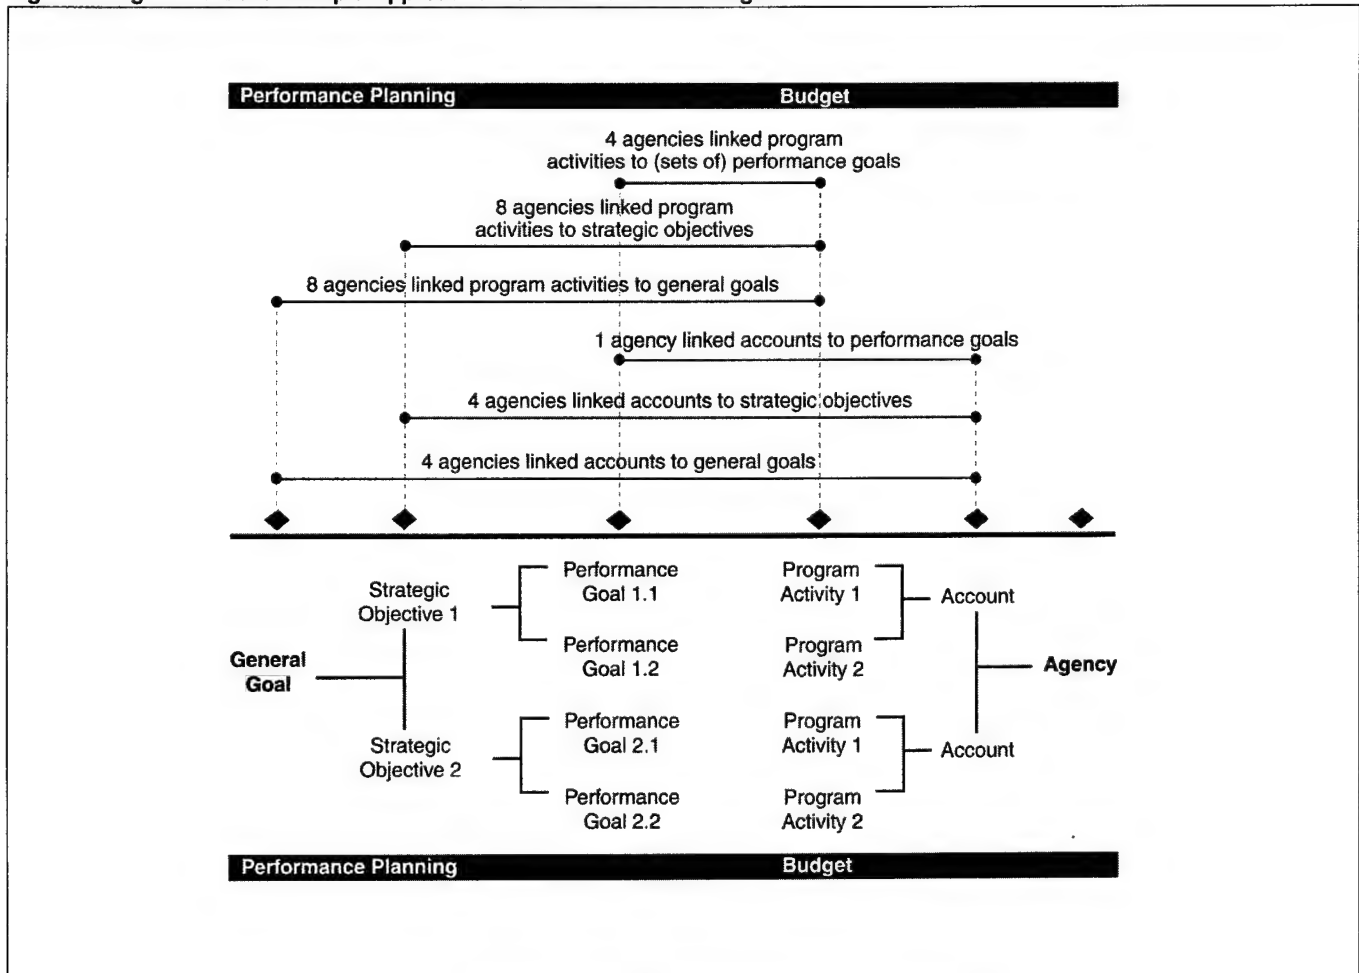 Performance Planning Budget
4 agencies linked program
activities to (sets of) performance goals
8 agencies linked program
activities to strategic objectives
8 agencies linked program activities to general goals
1 agency linked accounts to performance goals
4 agencies linked accounts to strategic objectives
4 agencies linked accounts to general goals
General
Goal
Strategic
Objective 1
Strategic
Objective 2
Performance
Goal 1.1
Performance
Goal 1.2
Performance
Goal 2.1
Performance
Goal 2.2
Program
Activity 1
Program
Activity 2
Program
Activity 1
Program
Activity 2
Account
Account
Agency
Performance Planning Budget